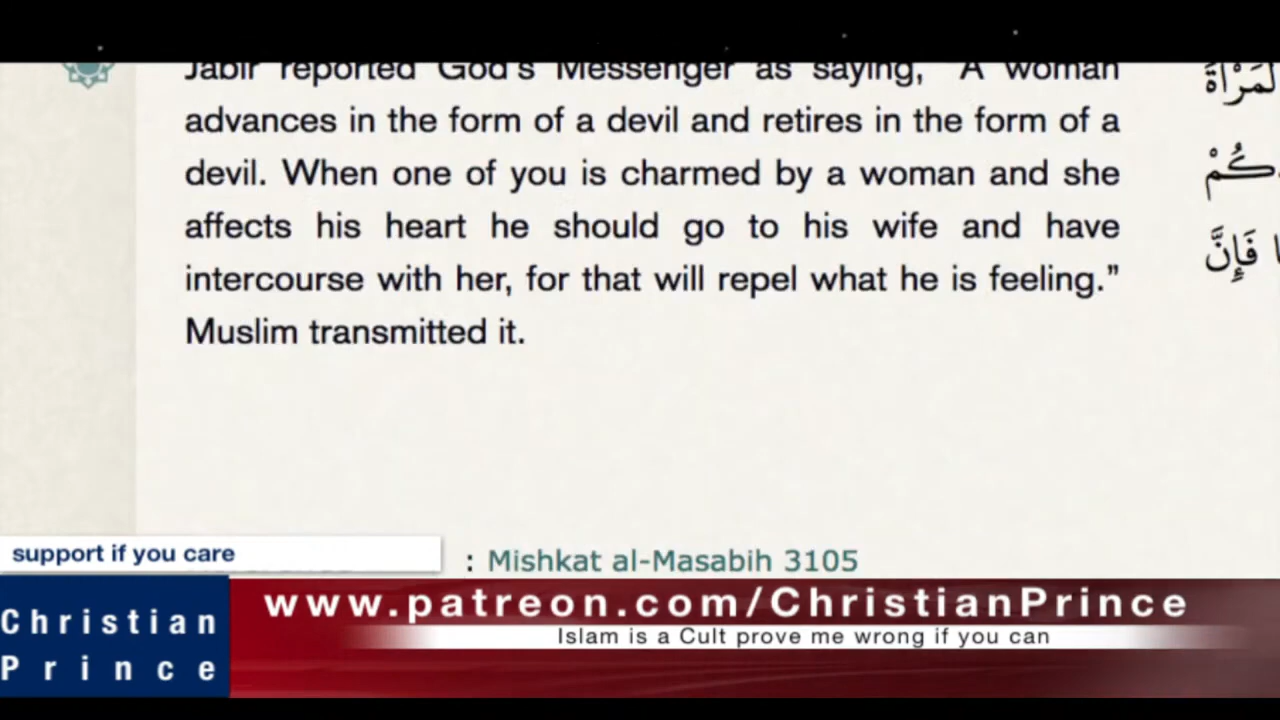 Jabir reported God's Messenger as saying, "A woman
advances in the form of a devil and retires in the form of a
devil. When one of you is charmed by a woman and she
affects his heart he should go to his wife and have
intercourse with her, for that will repel what he is feeling."
Muslim transmitted it.
لمَرْأَةَ
كُمْ
ا فَإِنَّ
: Mishkat al-Masabih 3105
support if you care
Christian
Prince
www.patreon.com/ChristianPrince
Islam is a Cult prove me wrong if you can